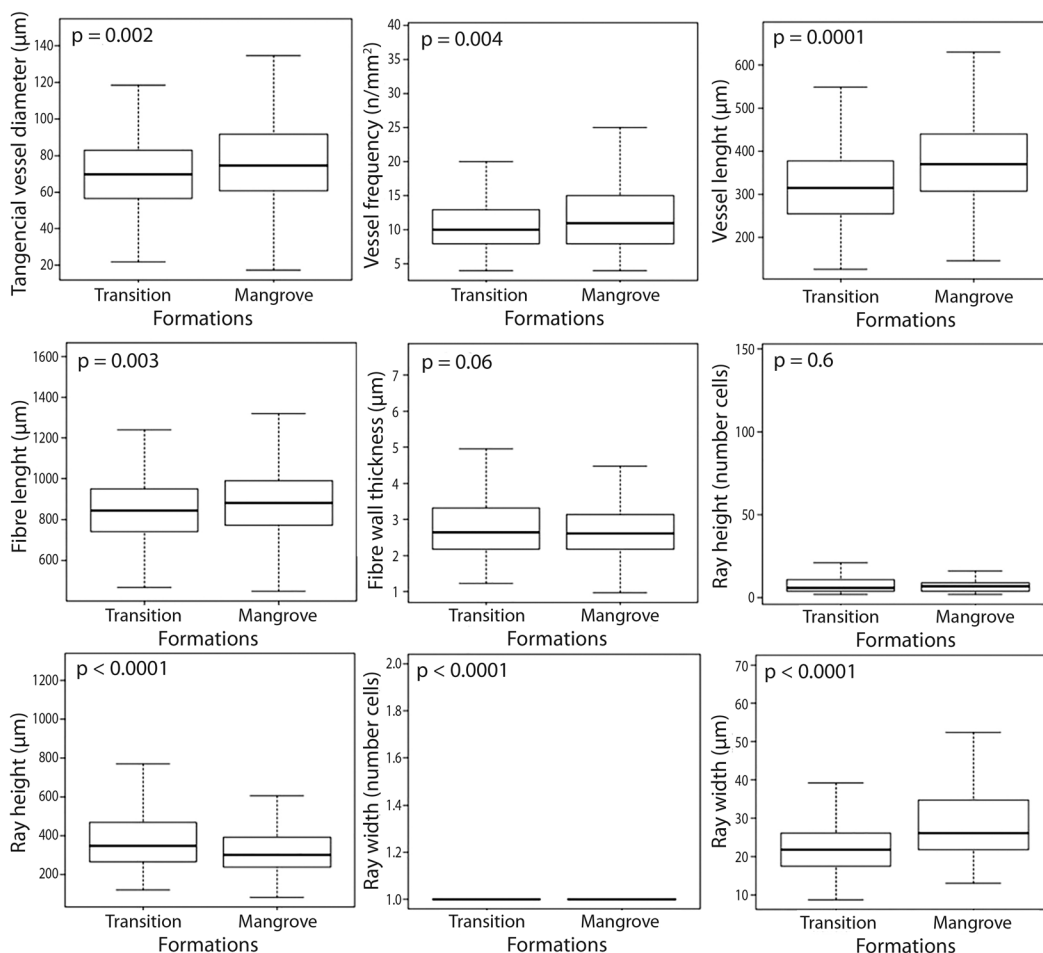 p = 0.002
Tangencial vessel diameter (µm)
140
120
100
80
60
40
20
Transition Mangrove
Formations
p = 0.004
Vessel frequency (n/mm²)
40
35
30
25
20
15
10
5
Transition Mangrove
Formations
p = 0.0001
Vessel lenght (µm)
600
500
400
300
200
Transition Mangrove
Formations
p = 0.003
Fibre lenght (µm)
1600
1400
1200
1000
800
600
Transition Mangrove
Formations
p = 0.06
Fibre wall thickness (µm)
7
6
5
4
3
2
1
Transition Mangrove
Formations
p = 0.6
Ray height (number cells)
150
100
50
0
Transition Mangrove
Formations
p < 0.0001
Ray height (µm)
1200
1000
800
600
400
200
Transition Mangrove
Formations
p < 0.0001
Ray width (number cells)
2.0
1.8
1.6
1.4
1.2
1.0
Transition Mangrove
Formations
p < 0.0001
Ray width (µm)
70
60
50
40
30
20
10
Transition Mangrove
Formations